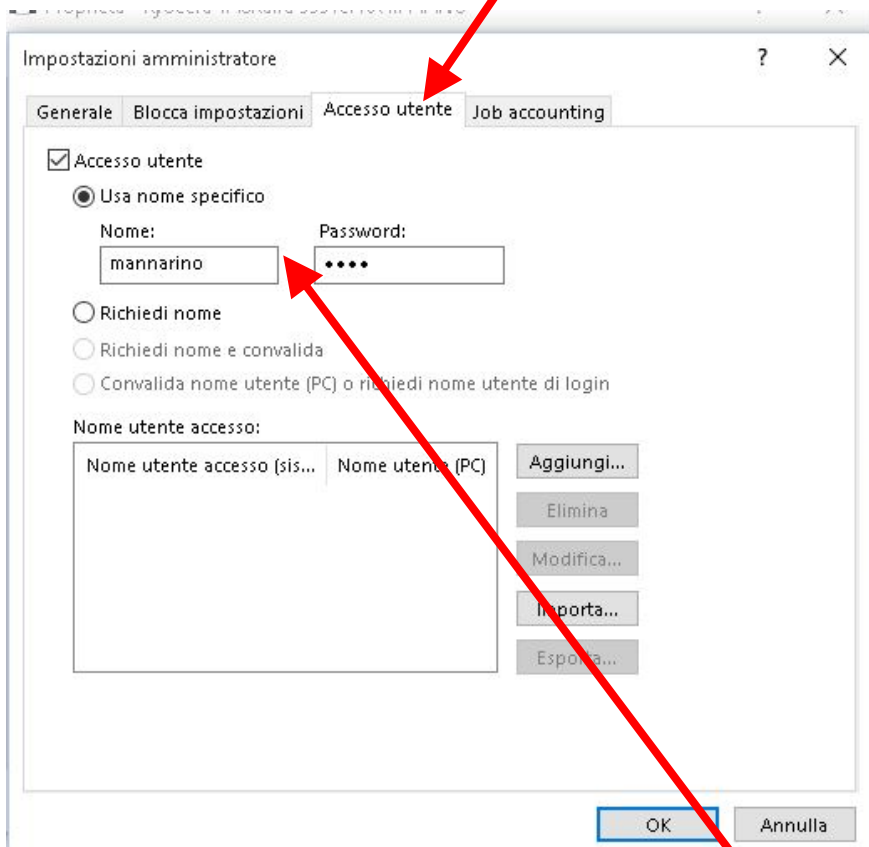 Impostazioni amministratore ?
Generale Blocca impostazioni Accesso utente Job accounting
Accesso utente
Usa nome specifico
Nome: Password:
mannarino ••••
Richiedi nome
Richiedi nome e convalida
Convalida nome utente (PC) o richiedi nome utente di login
Nome utente accesso:
Nome utente accesso (sis... Nome utente (PC) Aggiungi...
Elimina
Modifica...
Importa...
Esporta...
OK Annulla